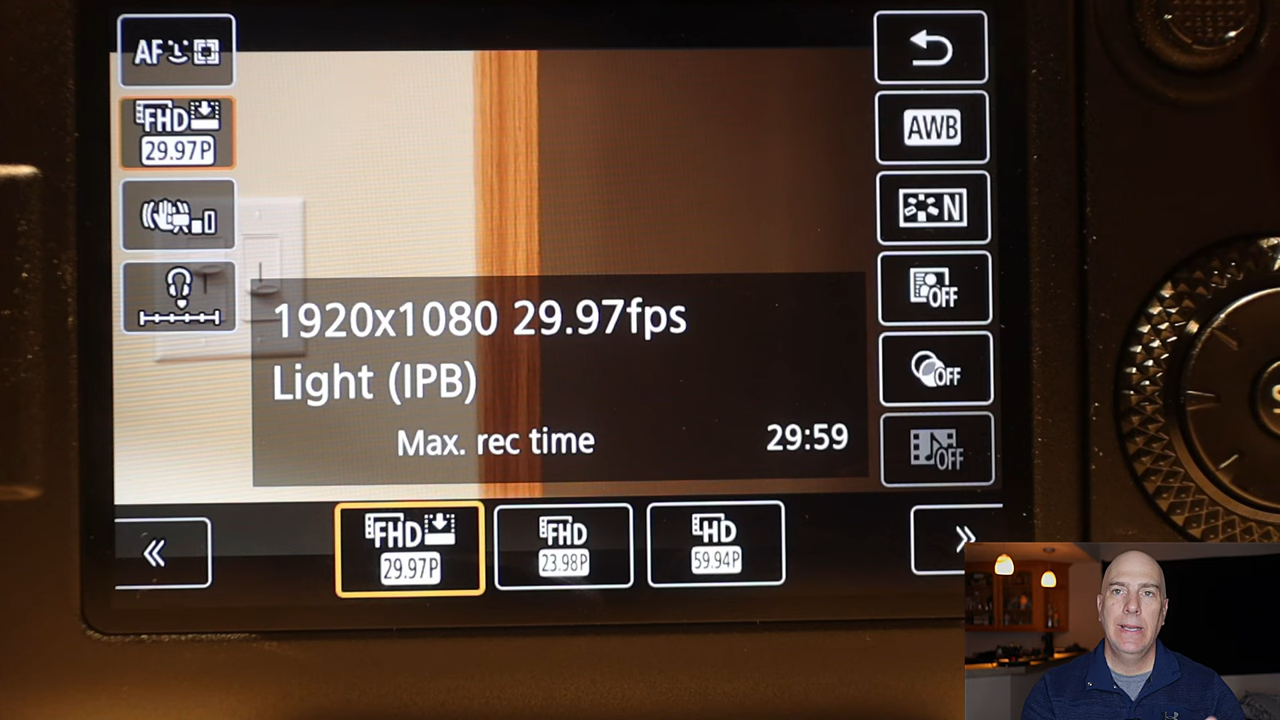 AF
FHD
29.97P
AWB
N
OFF
OFF
OFF
1920x1080 29.97fps
Light (IPB)
Max. rec time 29:59
FHD
29.97P
FHD
23.98P
HD
59.94P